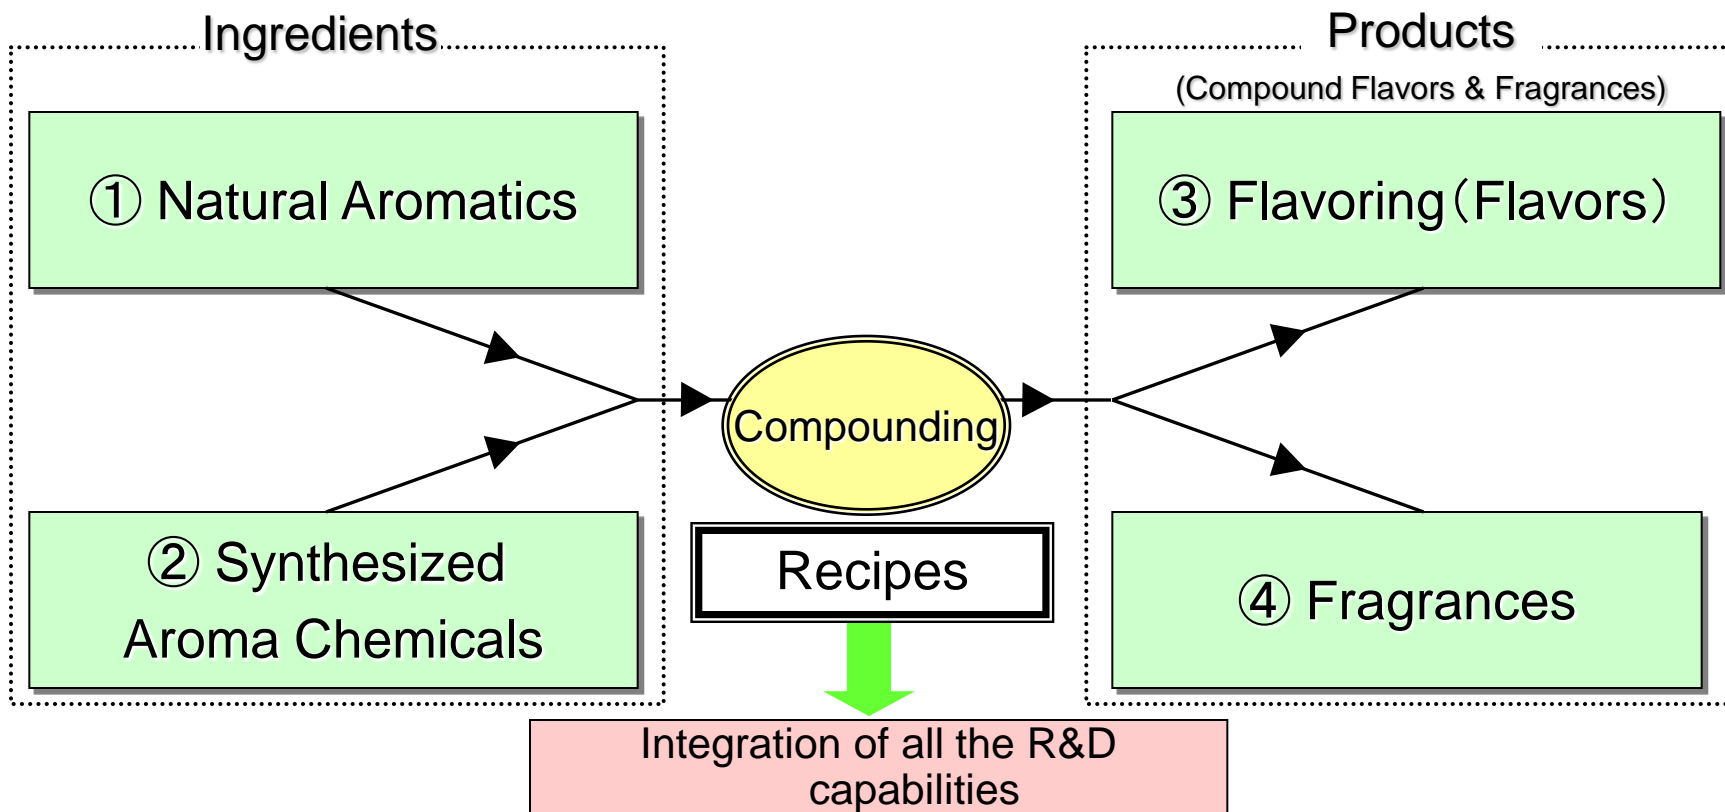 Ingredients
① Natural Aromatics
② Synthesized
Aroma Chemicals
Compounding
Recipes
Integration of all the R&D
capabilities
Products
(Compound Flavors & Fragrances)
③ Flavoring（Flavors）
④ Fragrances